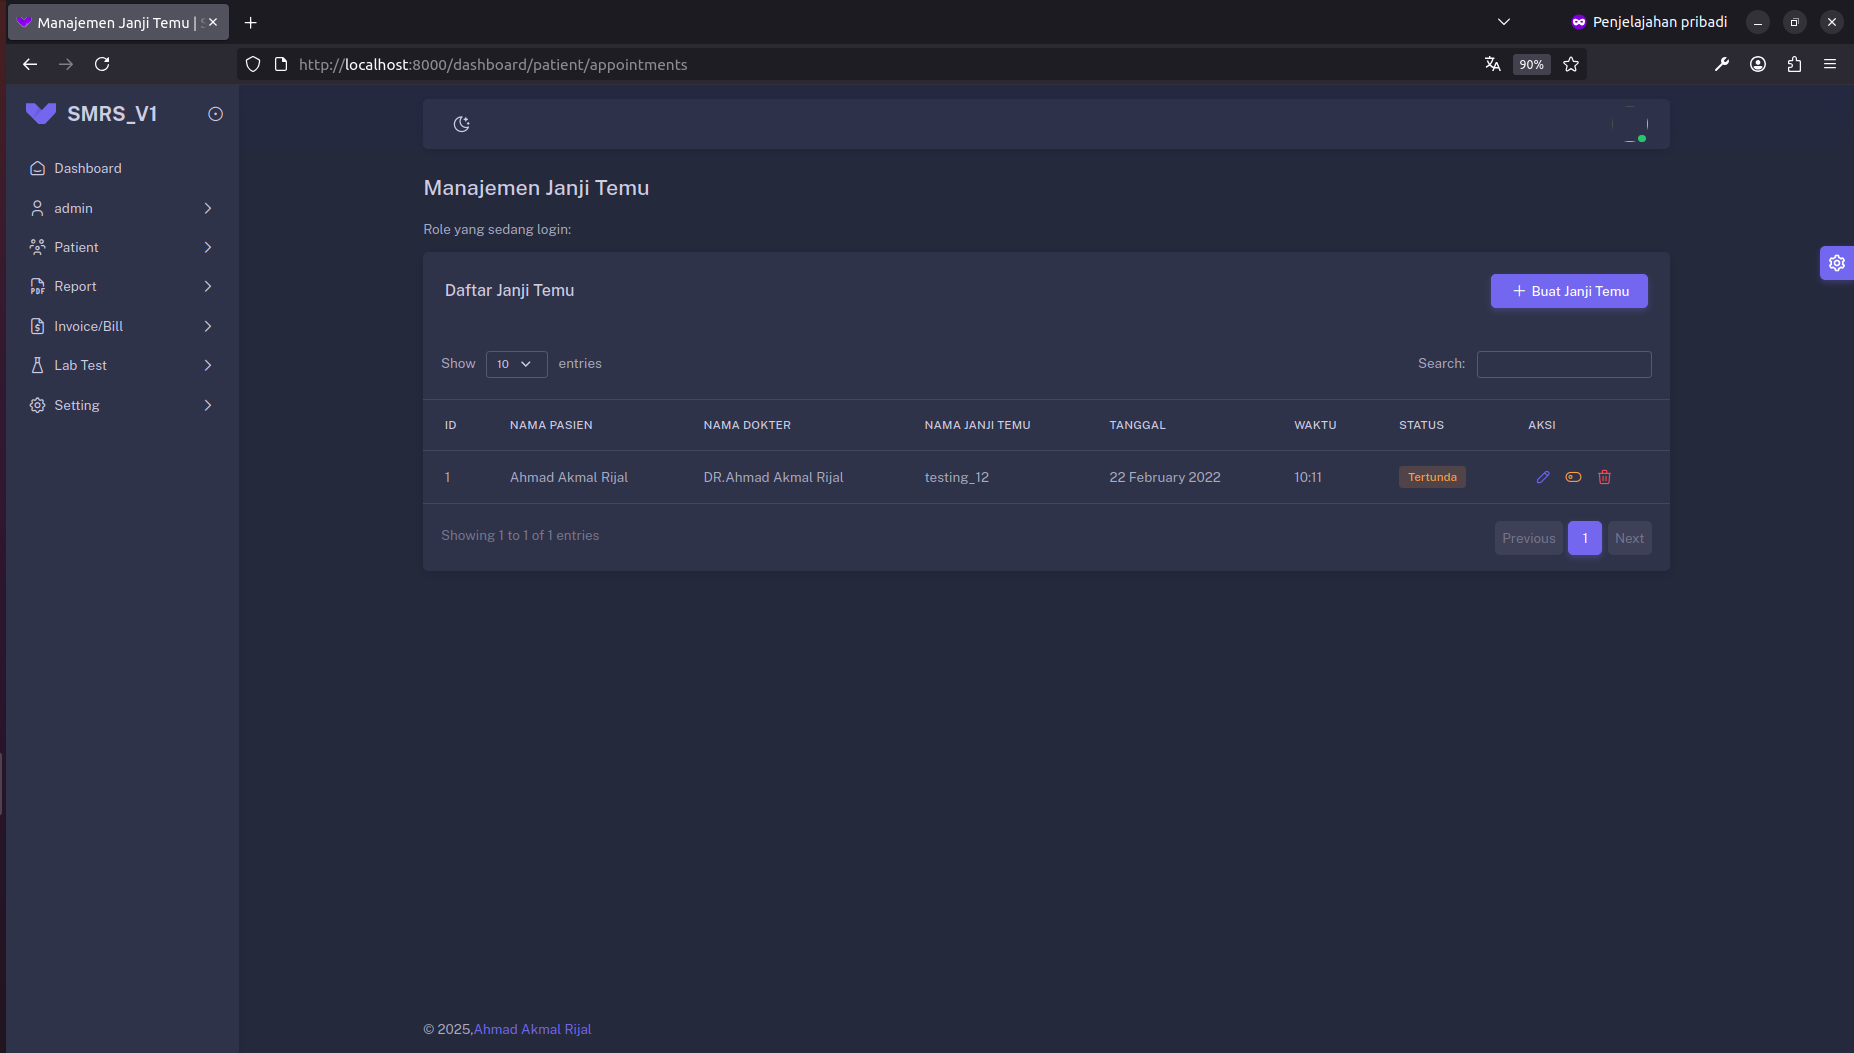 Manajemen Janji Temu |
Penjelajahan pribadi
http://localhost:8000/dashboard/patient/appointments
90%
SMRS_V1
Dashboard
admin
Patient
Report
Invoice/Bill
Lab Test
Setting
Manajemen Janji Temu
Role yang sedang login:
Daftar Janji Temu
Buat Janji Temu
Show 10 entries
Search:
ID NAMA PASIEN NAMA DOKTER NAMA JANJI TEMU TANGGAL WAKTU STATUS AKSI
1 Ahmad Akmal Rijal DR.Ahmad Akmal Rijal testing_12 22 February 2022 10:11 Tertunda
Showing 1 to 1 of 1 entries
Previous 1 Next
© 2025,Ahmad Akmal Rijal